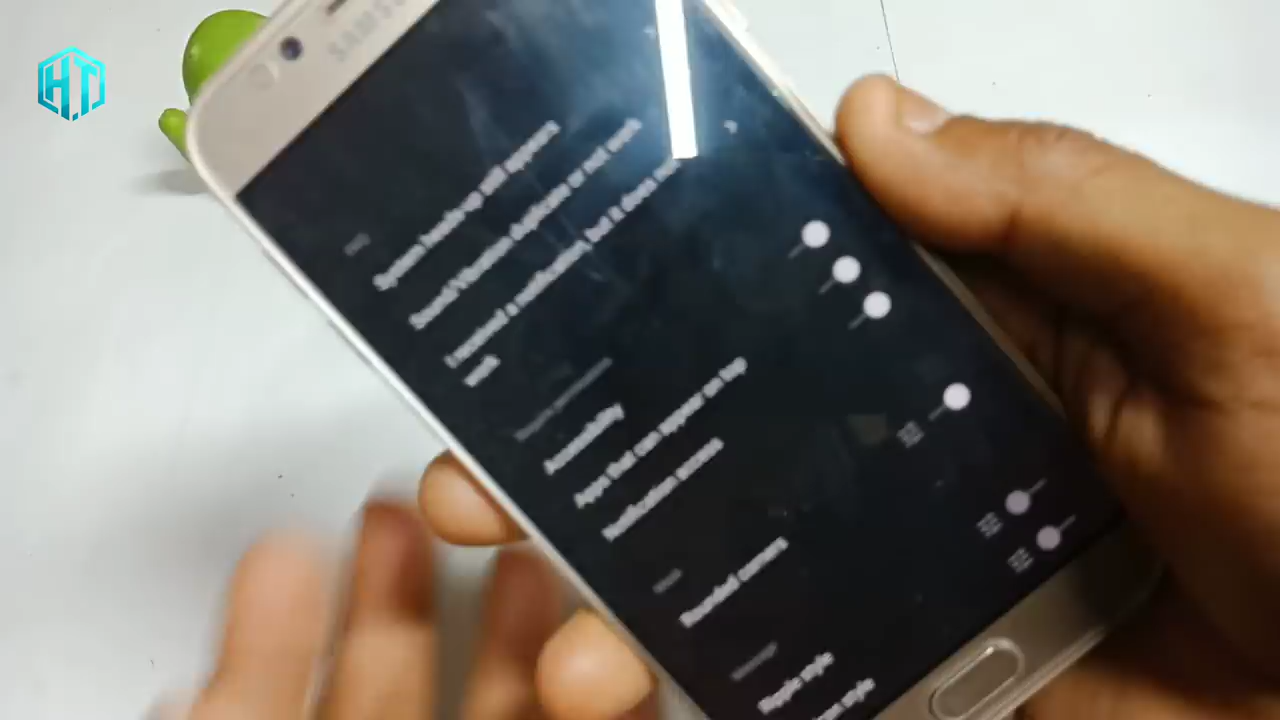 H.T
SAMSUNG
System heads-up still appears
Sound/Vibration duplicate or not work
I received a notification, but it does not
work
Accessibility
Apps that can appear on top
Notification access
Rounded corners
Ripple style
style